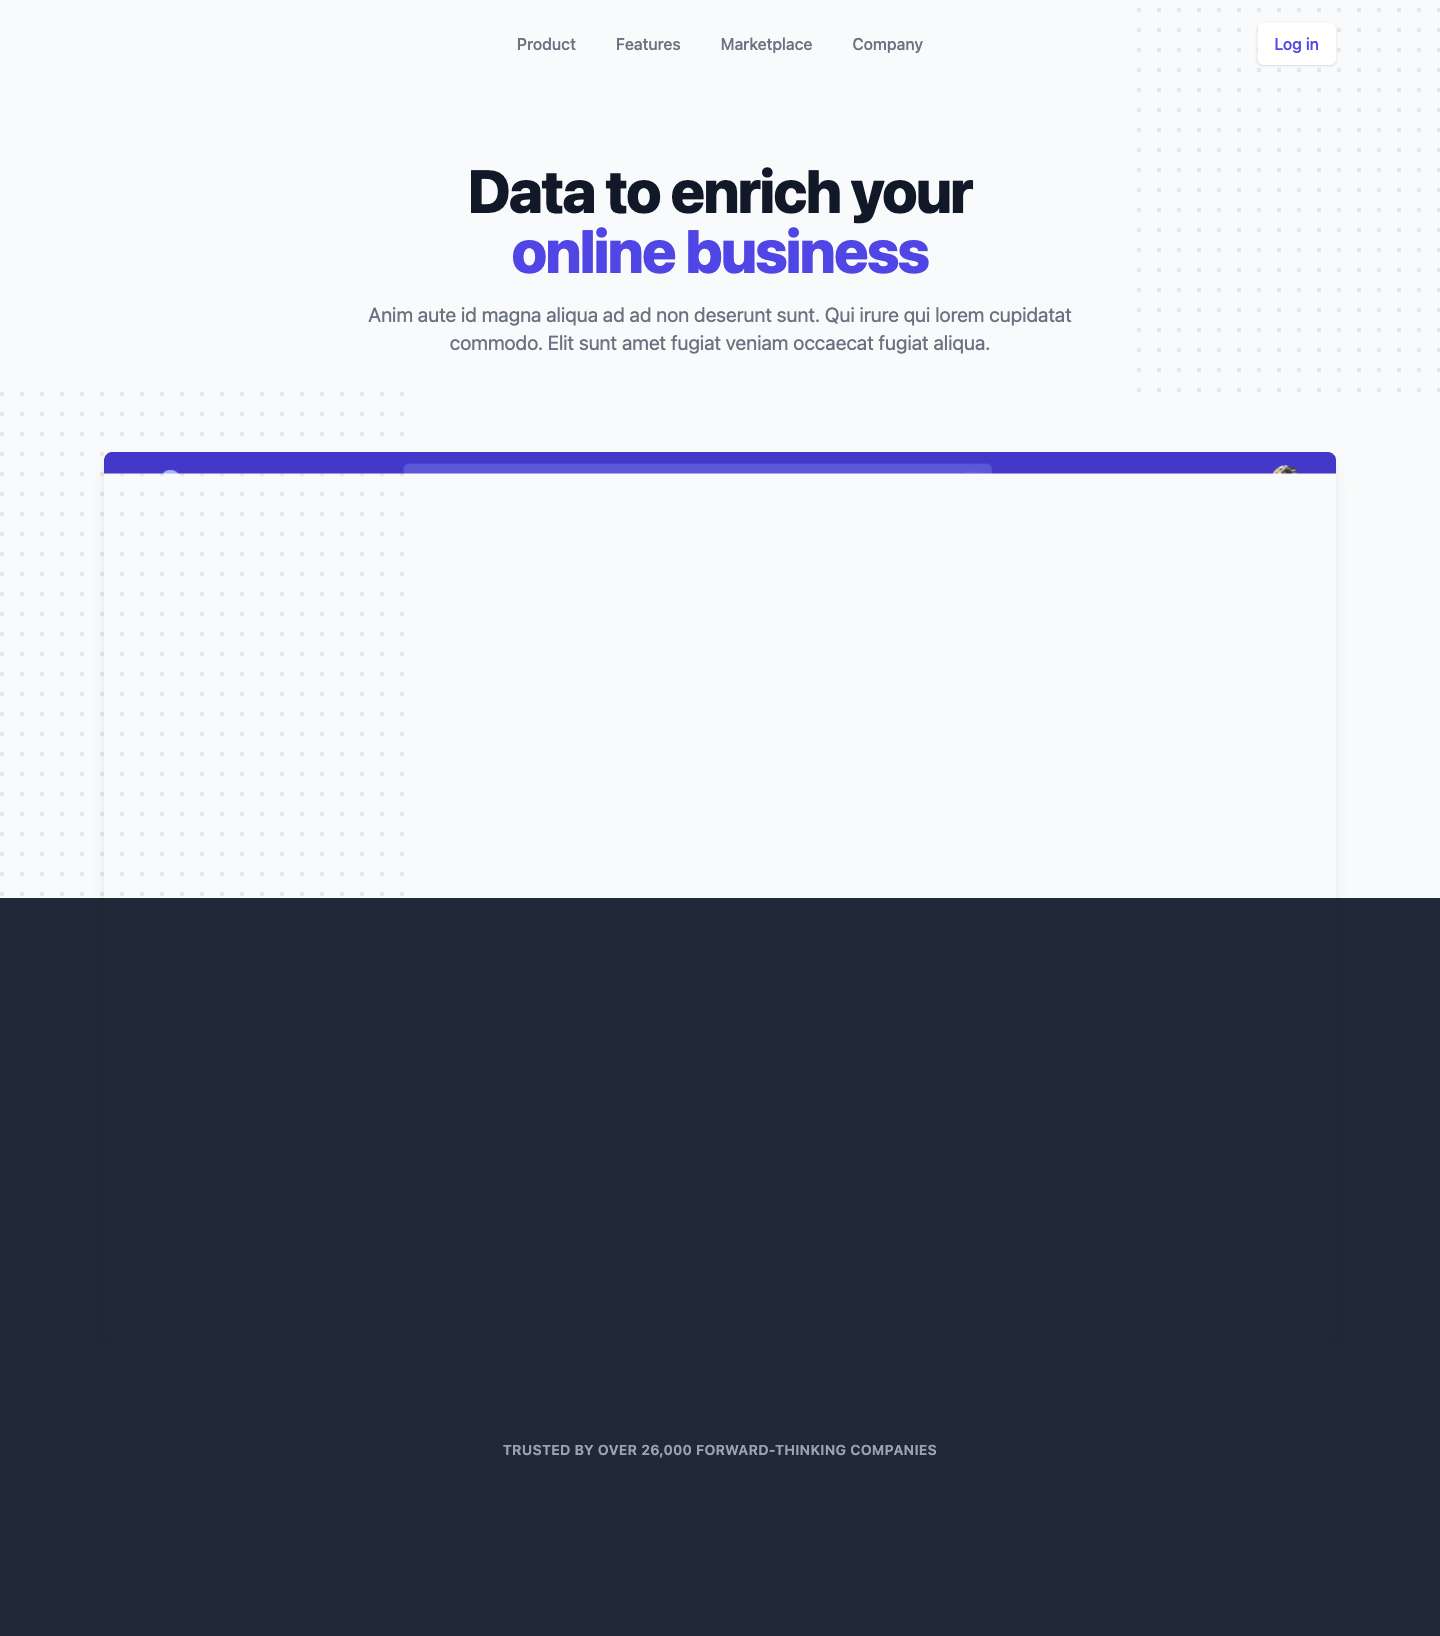 Product Features Marketplace Company Log in
Data to enrich your
online business
Anim aute id magna aliqua ad ad non deserunt sunt. Qui irure qui lorem cupidatat
commodo. Elit sunt amet fugiat veniam occaecat fugiat aliqua.
TRUSTED BY OVER 26,000 FORWARD-THINKING COMPANIES